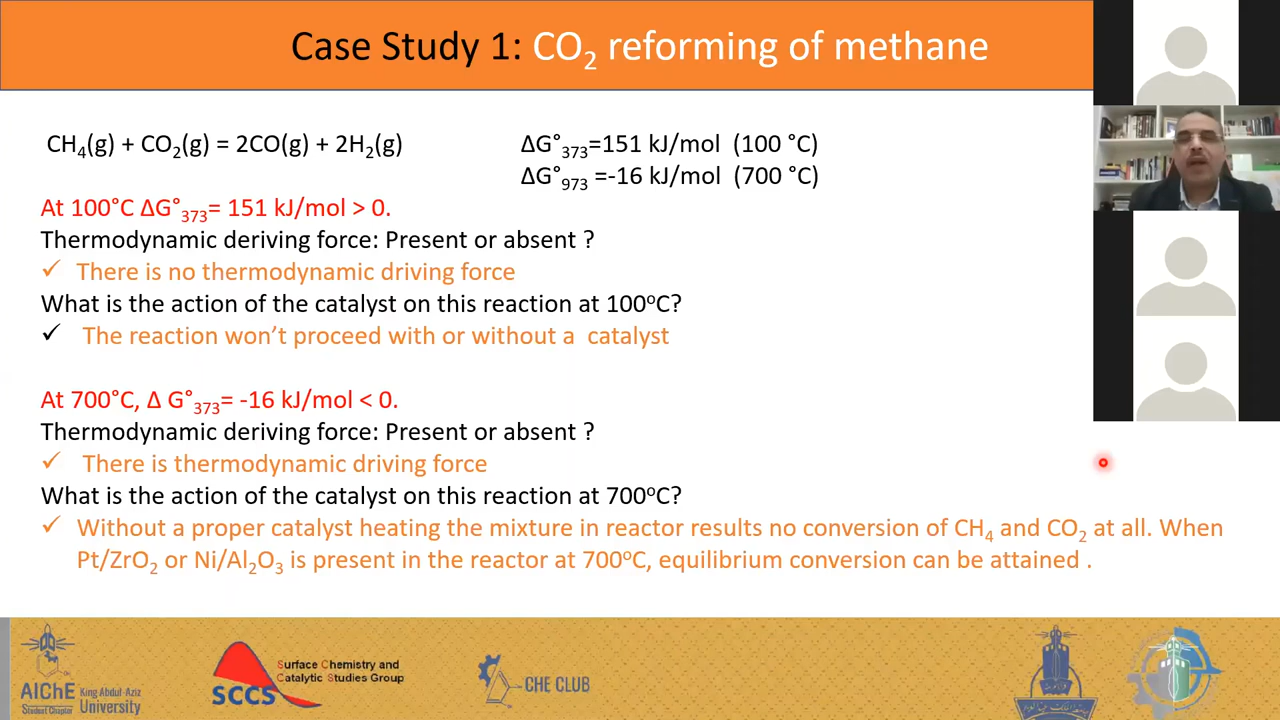 Case Study 1: CO₂ reforming of methane
CH₄(g) + CO₂(g) = 2CO(g) + 2H₂(g)
ΔG°₃₇₃=151 kJ/mol (100 °C)
ΔG°₉₇₃ =-16 kJ/mol (700 °C)
At 100°C ΔG°₃₇₃= 151 kJ/mol > 0.
Thermodynamic deriving force: Present or absent ?
✓ There is no thermodynamic driving force
What is the action of the catalyst on this reaction at 100ᵒC?
✓ The reaction won’t proceed with or without a catalyst
At 700°C, Δ G°₃₇₃= -16 kJ/mol < 0.
Thermodynamic deriving force: Present or absent ?
✓ There is thermodynamic driving force
What is the action of the catalyst on this reaction at 700ᵒC?
✓ Without a proper catalyst heating the mixture in reactor results no conversion of CH₄ and CO₂ at all. When
Pt/ZrO₂ or Ni/Al₂O₃ is present in the reactor at 700ᵒC, equilibrium conversion can be attained .
AIChE
Student Chapter
King Abdul-Aziz
University
SCCS
Surface Chemistry and
Catalytic Studies Group
CHE CLUB